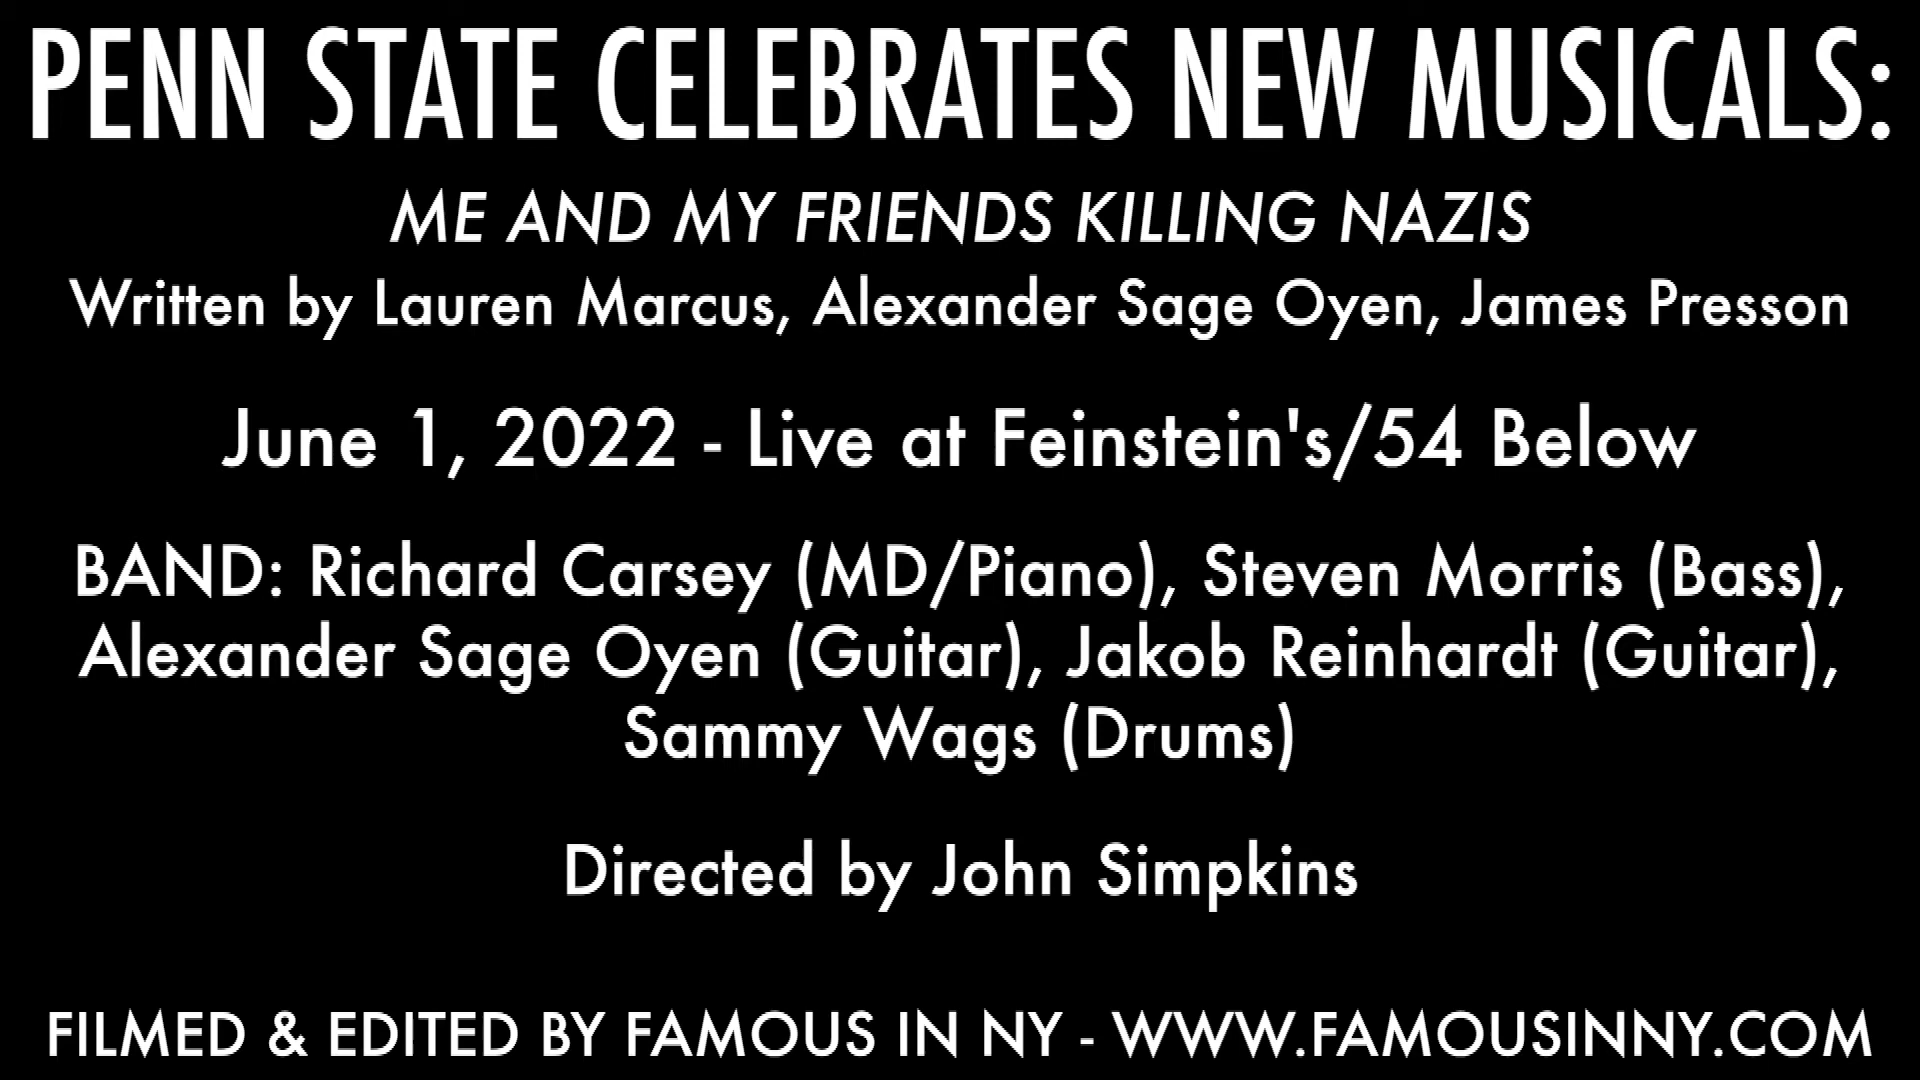 PENN STATE CELEBRATES NEW MUSICALS:
ME AND MY FRIENDS KILLING NAZIS
Written by Lauren Marcus, Alexander Sage Oyen, James Presson
June 1, 2022 - Live at Feinstein's/54 Below
BAND: Richard Carsey (MD/Piano), Steven Morris (Bass),
Alexander Sage Oyen (Guitar), Jakob Reinhardt (Guitar),
Sammy Wags (Drums)
Directed by John Simpkins
FILMED & EDITED BY FAMOUS IN NY - WWW.FAMOUSINNY.COM